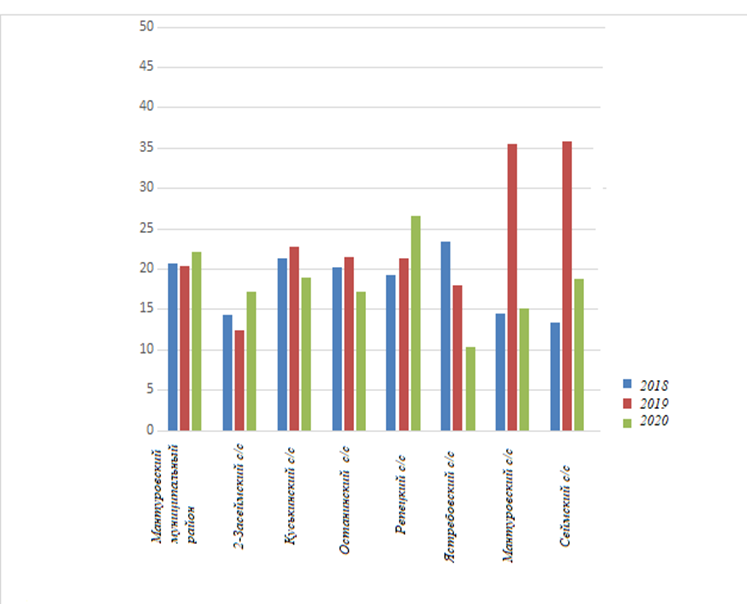 50
45
40
35
30
25
20
15
10
5
0
2018
2019
2020
Мантуровский
муниципальный
район
2-Засеймский с/с
Куськинский с/с
Останинский с/с
Репецкий с/с
Ястребовский с/с
Мантуровский с/с
Сеймский с/с